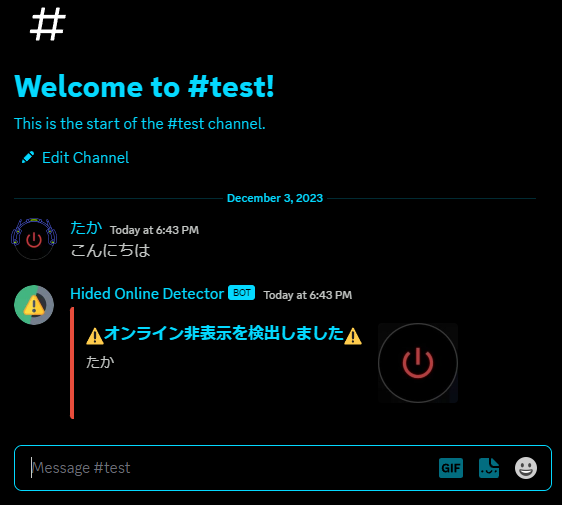 #
Welcome to #test!
This is the start of the #test channel.
Edit Channel
December 3, 2023
たか Today at 6:43 PM
こんにちは
Hided Online Detector BOT Today at 6:43 PM
⚠️オンライン非表示を検出しました⚠️
たか
Message #test
GIF